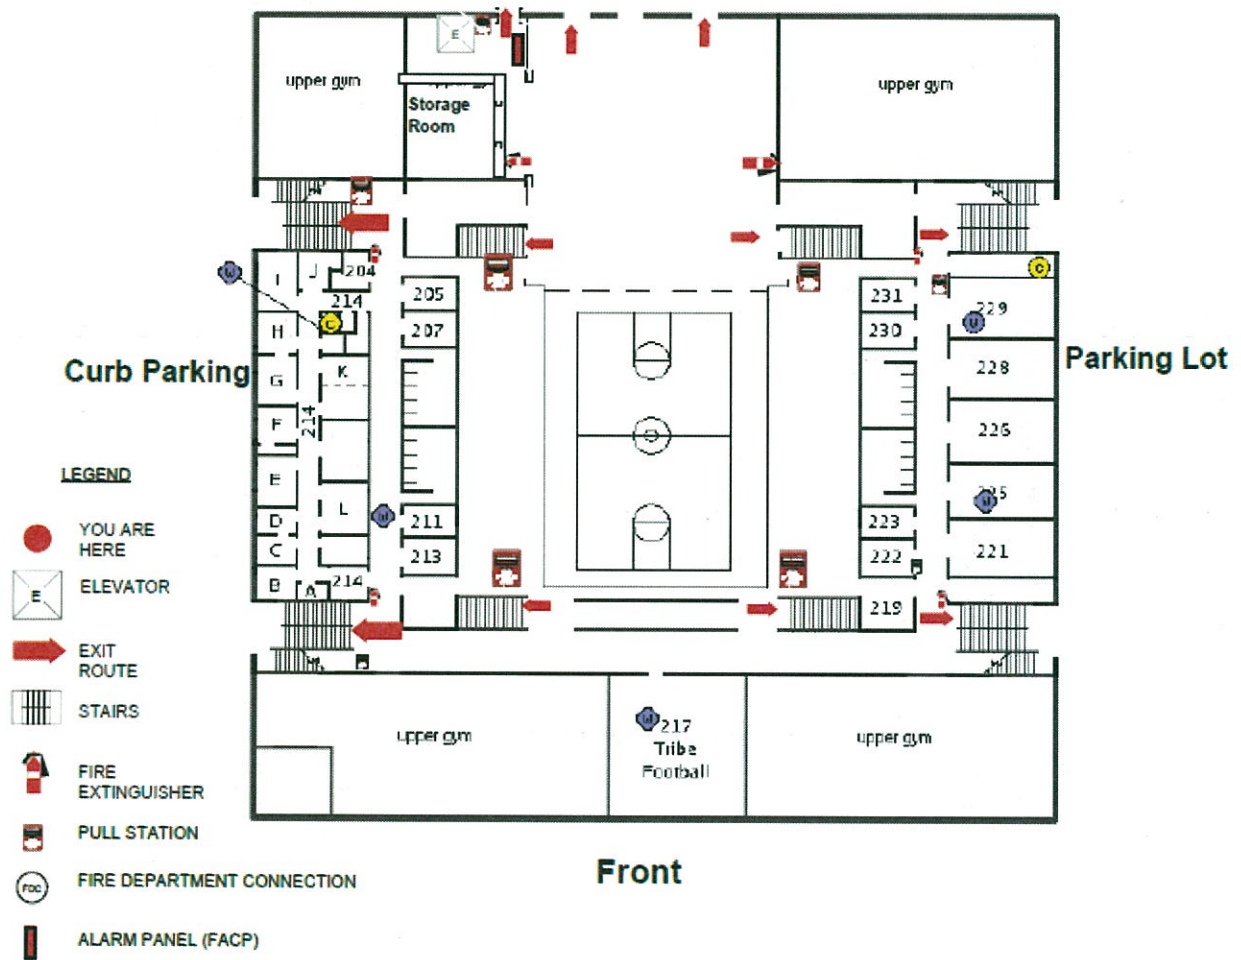 E
upper gym
upper gym
Storage
Room
I
J
204
214
205
231
229
207
230
H
C
Curb Parking
K
228
Parking Lot
G
214
F
226
LEGEND
E
225
D
L
211
223
YOU ARE
HERE
C
213
222
221
E
ELEVATOR
B
A
214
219
EXIT
ROUTE
STAIRS
upper gym
W
217
Tribe
Football
upper gym
FIRE
EXTINGUISHER
PULL STATION
Front
FDC
FIRE DEPARTMENT CONNECTION
ALARM PANEL (FACP)